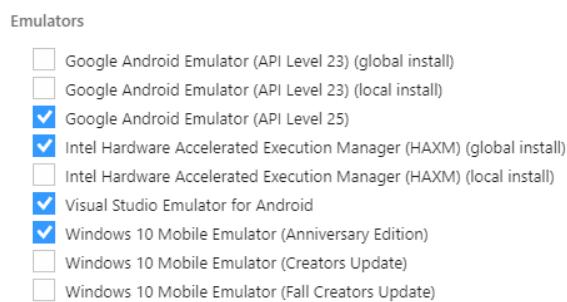 Emulators
Google Android Emulator (API Level 23) (global install)
Google Android Emulator (API Level 23) (local install)
Google Android Emulator (API Level 25)
Intel Hardware Accelerated Execution Manager (HAXM) (global install)
Intel Hardware Accelerated Execution Manager (HAXM) (local install)
Visual Studio Emulator for Android
Windows 10 Mobile Emulator (Anniversary Edition)
Windows 10 Mobile Emulator (Creators Update)
Windows 10 Mobile Emulator (Fall Creators Update)